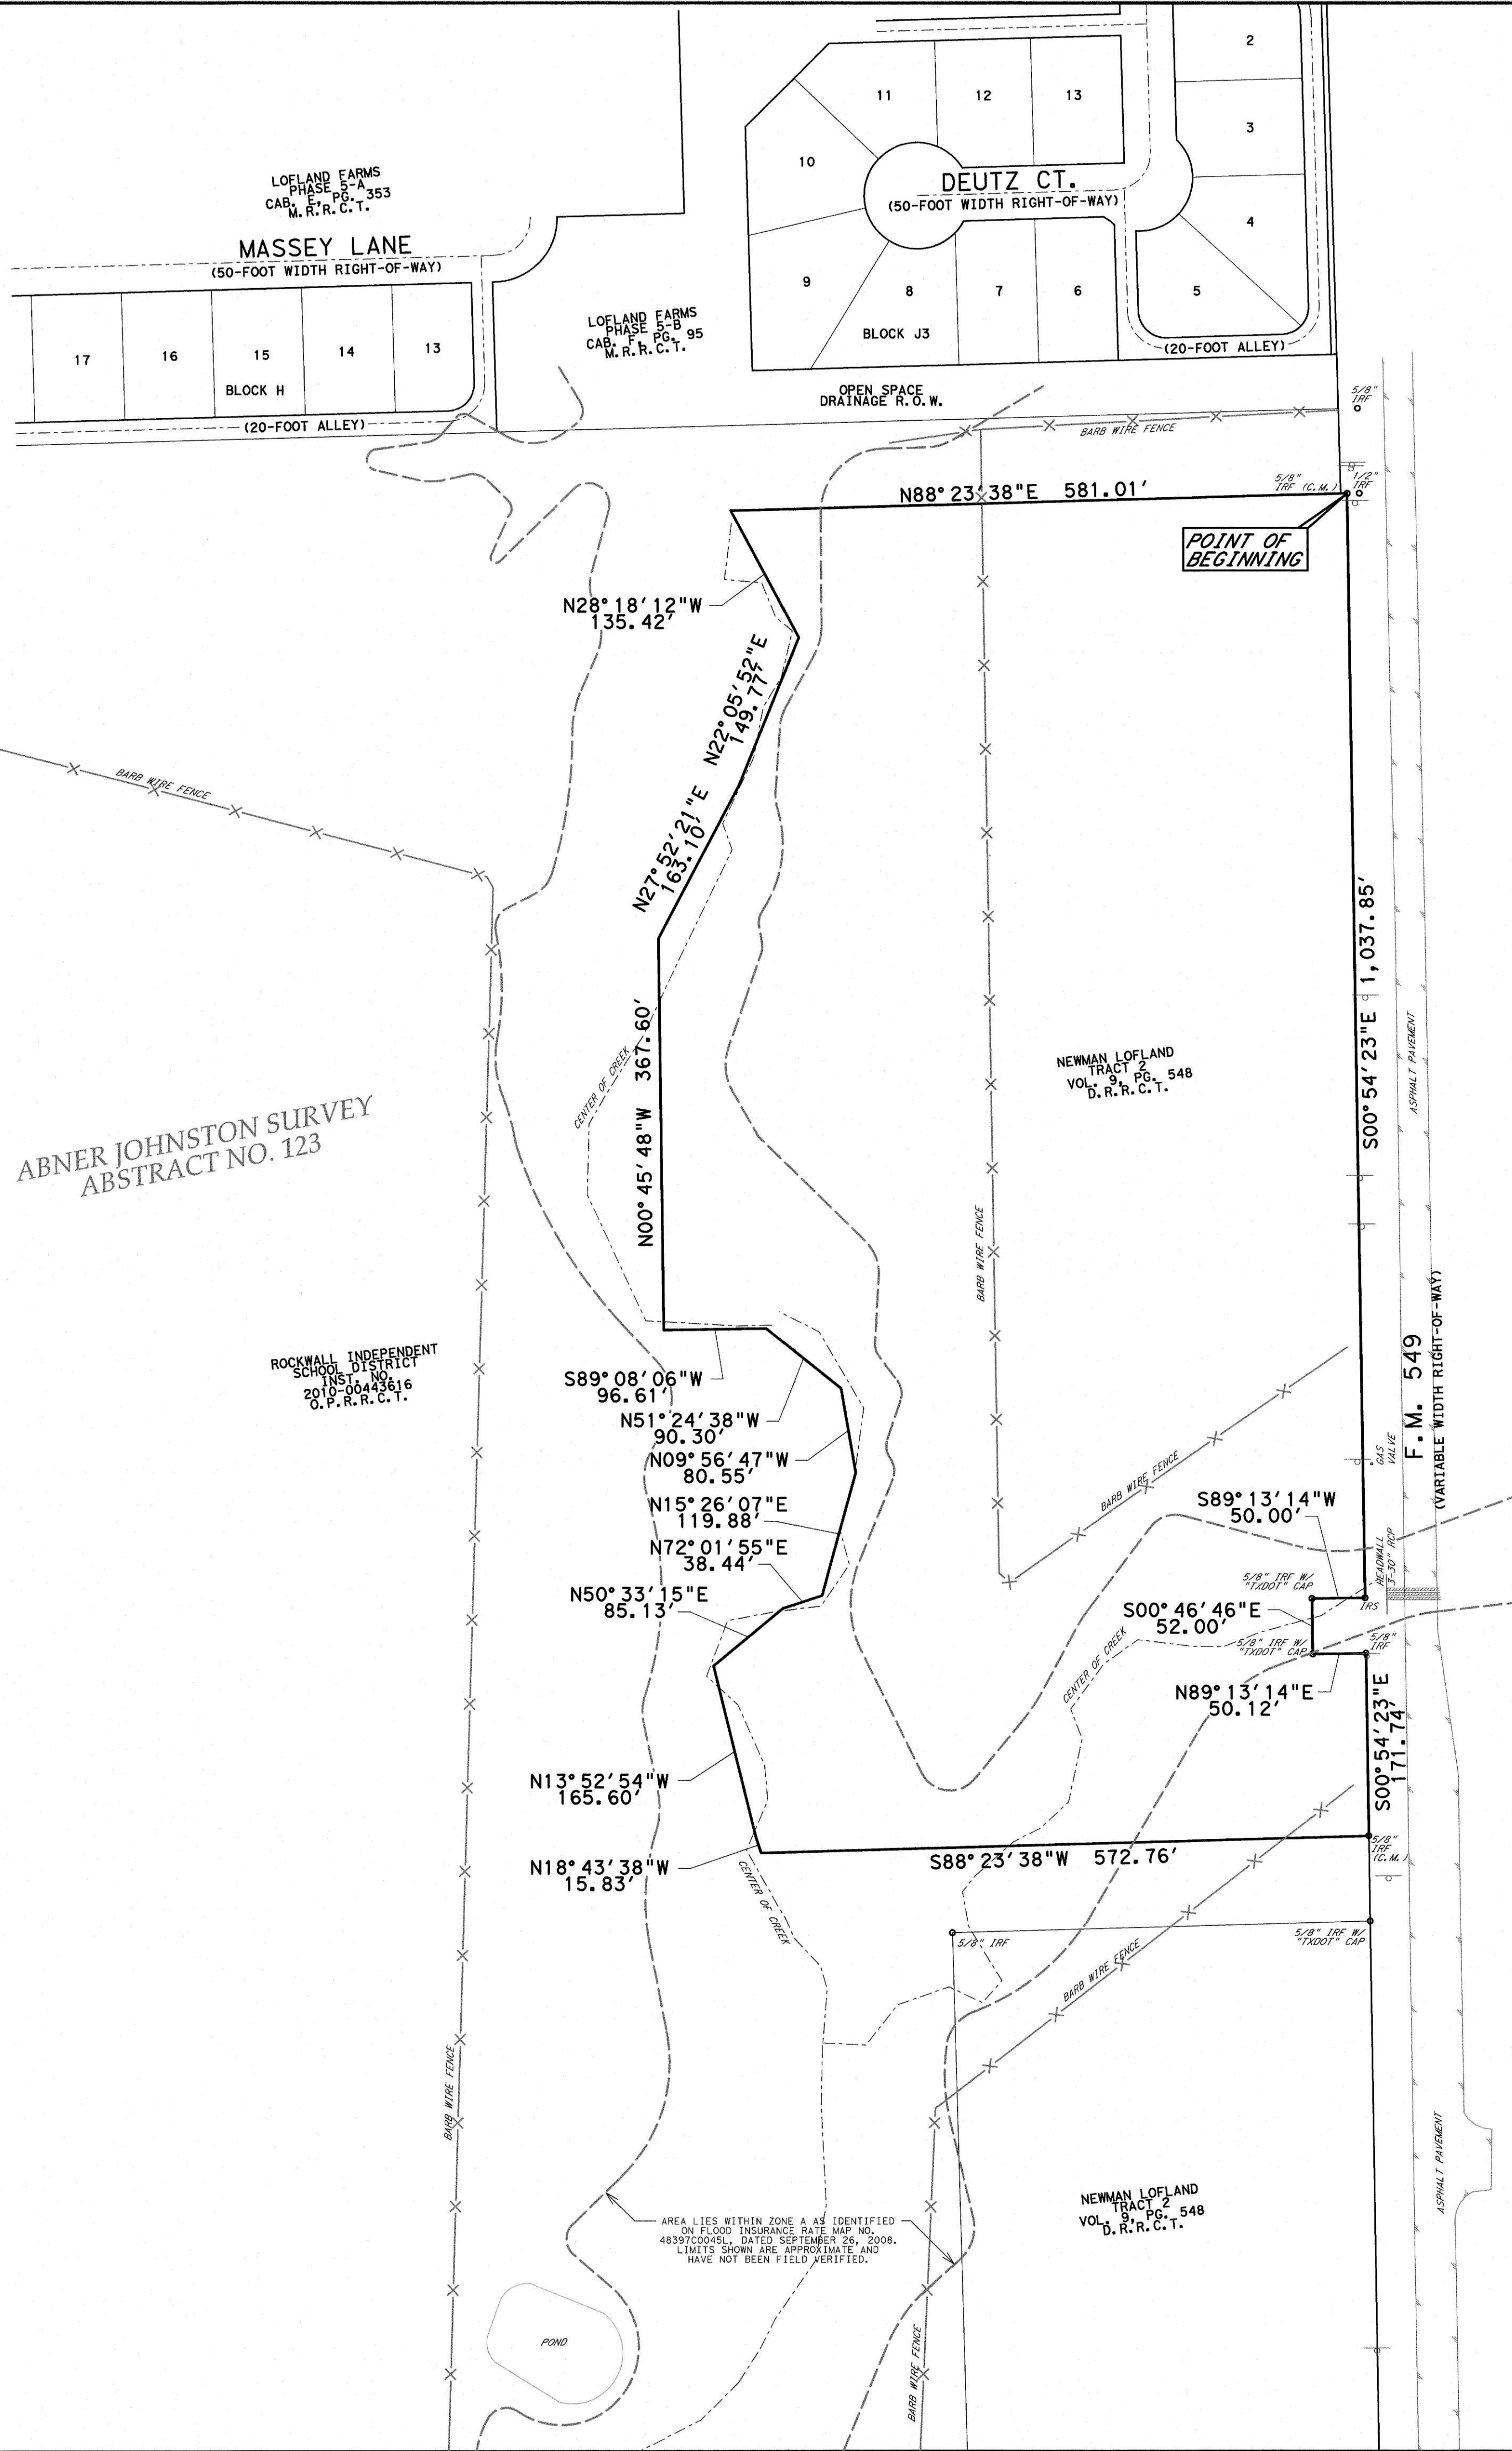 2
11
12
13
3
10
LOFLAND FARMS
PHASE 5-A
CAB. E, PG. 353
M.R.R.C.T.
DEUTZ CT.
(50-FOOT WIDTH RIGHT-OF-WAY)
4
MASSEY LANE
(50-FOOT WIDTH RIGHT-OF-WAY)
9
8
7
6
5
LOFLAND FARMS
PHASE 5-B
CAB. F, PG. 95
M.R.R.C.T.
BLOCK J3
(20-FOOT ALLEY)
17
16
15
14
13
BLOCK H
(20-FOOT ALLEY)
OPEN SPACE
DRAINAGE R.O.W.
5/8"
IRF
BARB WIRE FENCE
N88°23'38"E 581.01'
5/8"
IRF (C.M.)
1/2"
IRF
POINT OF
BEGINNING
N28°18'12"W
135.42'
N22°05'52"E
149.77'
BARB WIRE FENCE
N27°52'21"E
163.10'
S00°54'23"E 1,037.85'
ASPHALT PAVEMENT
N00°45'48"W 367.60'
CENTER OF CREEK
NEWMAN LOFLAND
TRACT 2
VOL. 9, PG. 548
D.R.R.C.T.
ABNER JOHNSTON SURVEY
ABSTRACT NO. 123
BARB WIRE FENCE
ROCKWALL INDEPENDENT
SCHOOL DISTRICT
INST. NO.
2010-00443616
O.P.R.R.C.T.
F.M. 549
(VARIABLE WIDTH RIGHT-OF-WAY)
S89°08'06"W
96.61'
N51°24'38"W
90.30'
N09°56'47"W
80.55'
GAS
VALVE
BARB WIRE FENCE
S89°13'14"W
50.00'
N15°26'07"E
119.88'
N72°01'55"E
38.44'
HEADWALL
3-30" RCP
5/8" IRF W/
"TXDOT" CAP
IRS
N50°33'15"E
85.13'
S00°46'46"E
52.00'
5/8" IRF W/
"TXDOT" CAP
5/8"
IRF
CENTER OF CREEK
N89°13'14"E
50.12'
S00°54'23"E
171.74'
N13°52'54"W
165.60'
5/8"
IRF
(C.M.)
S88°23'38"W 572.76'
N18°43'38"W
15.83'
CENTER OF CREEK
5/8" IRF
5/8" IRF W/
"TXDOT" CAP
BARB WIRE FENCE
BARB WIRE FENCE
ASPHALT PAVEMENT
NEWMAN LOFLAND
TRACT 2
VOL. 9, PG. 548
D.R.R.C.T.
AREA LIES WITHIN ZONE A AS IDENTIFIED
ON FLOOD INSURANCE RATE MAP NO.
48397C0045L, DATED SEPTEMBER 26, 2008.
LIMITS SHOWN ARE APPROXIMATE AND
HAVE NOT BEEN FIELD VERIFIED.
POND
BARB WIRE FENCE